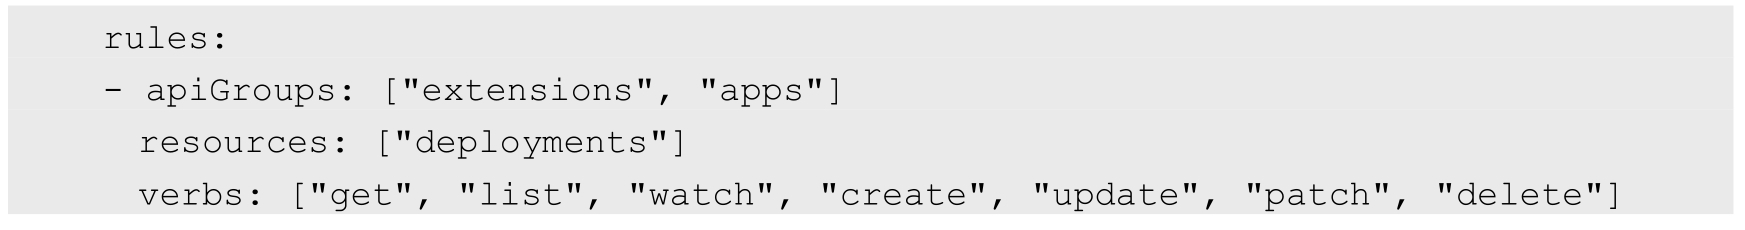 rules:
- apiGroups: ["extensions", "apps"]
  resources: ["deployments"]
  verbs: ["get", "list", "watch", "create", "update", "patch", "delete"]